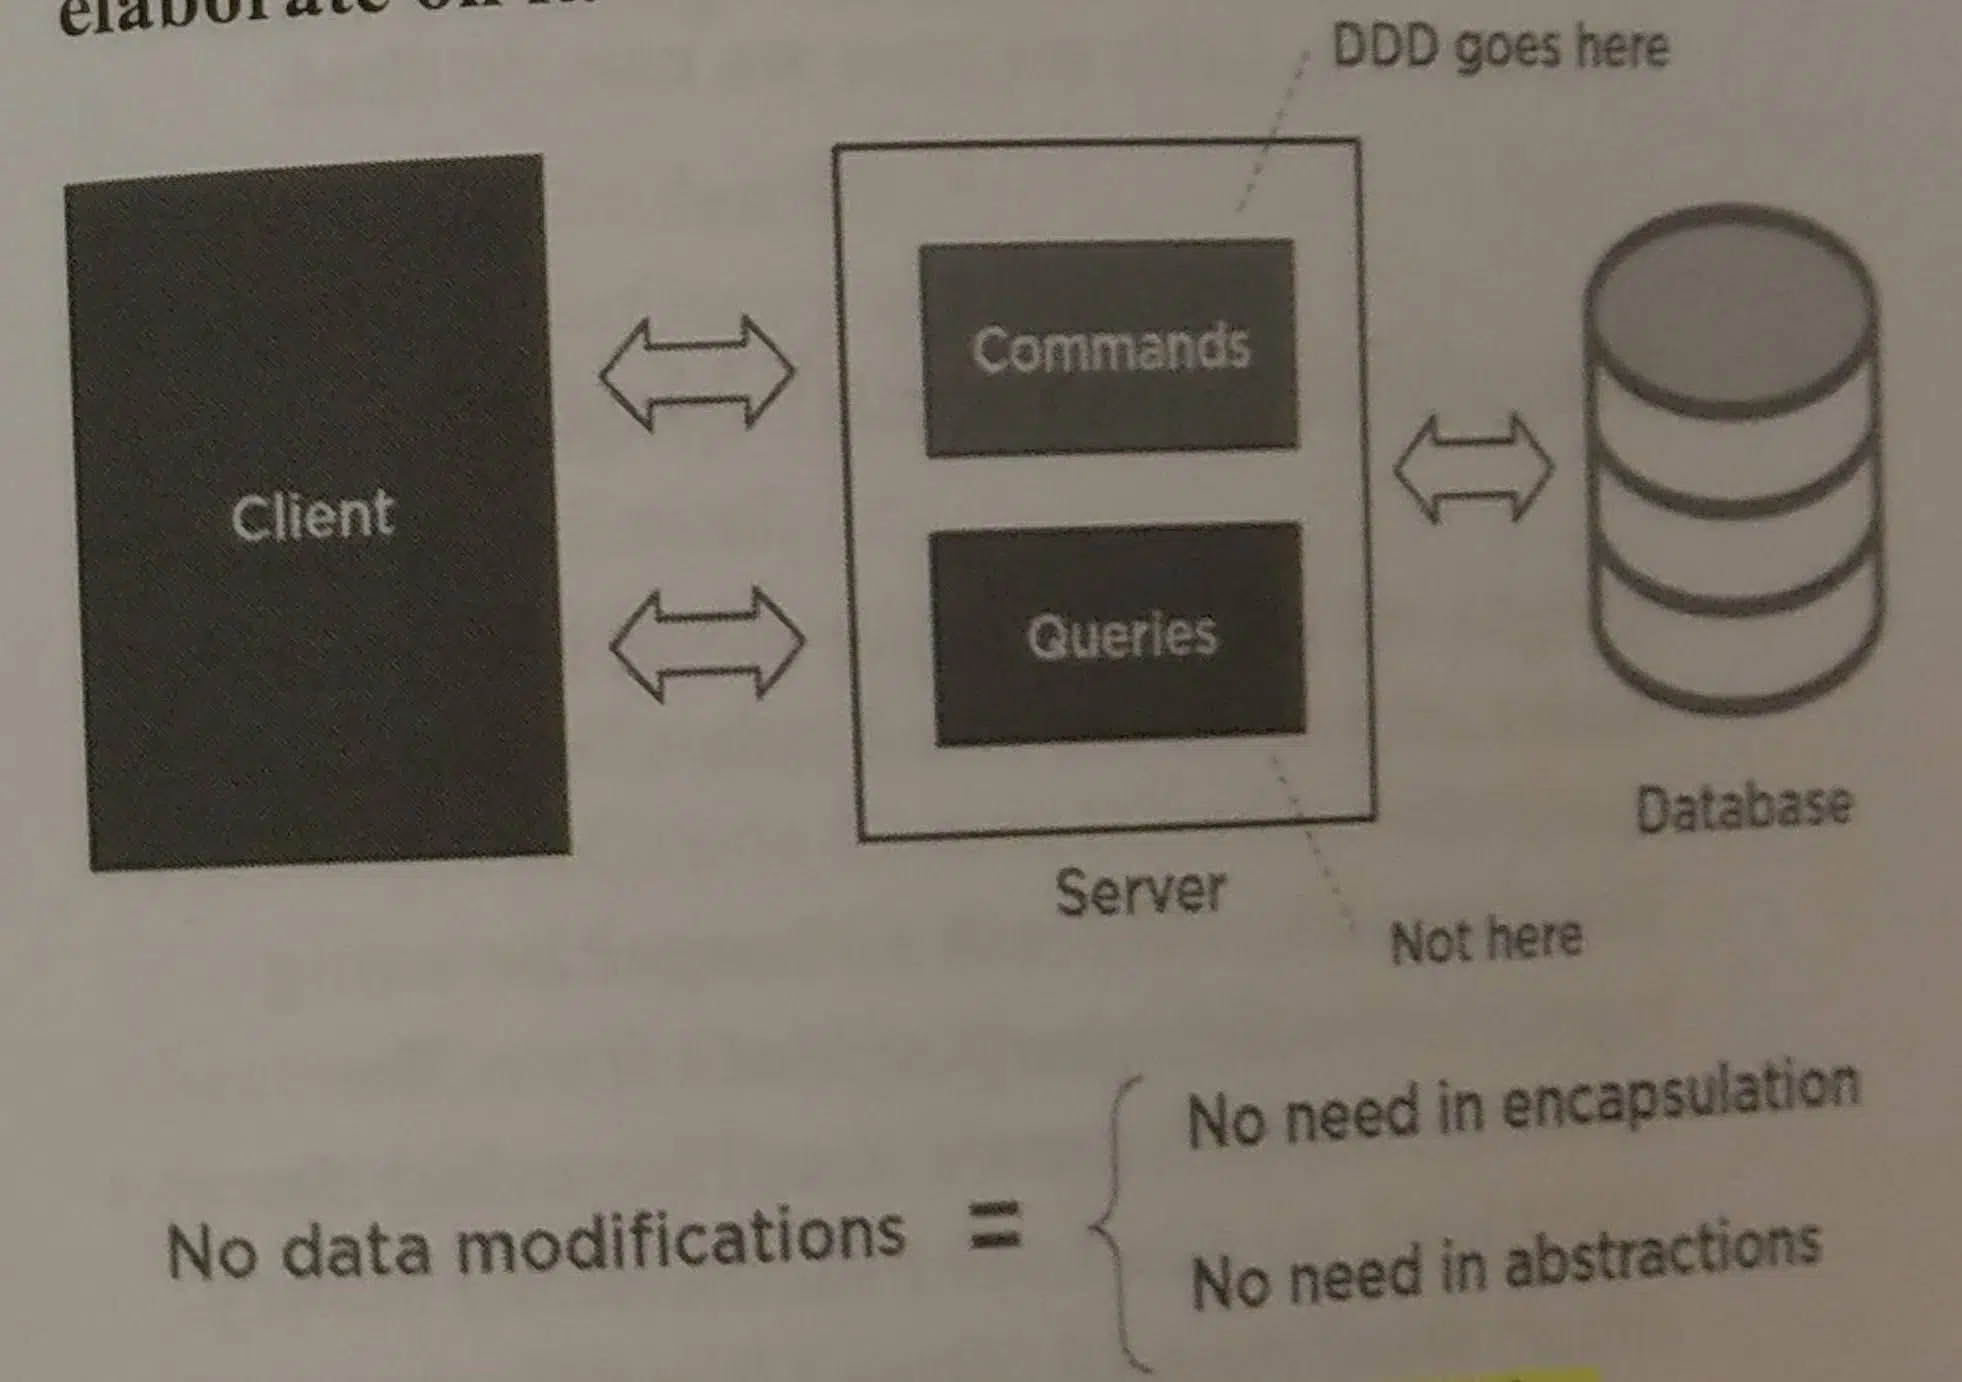 elaborate on
DDD goes here
Commands
Client
Queries
Database
Server
Not here
No need in encapsulation
No data modifications =
No need in abstractions